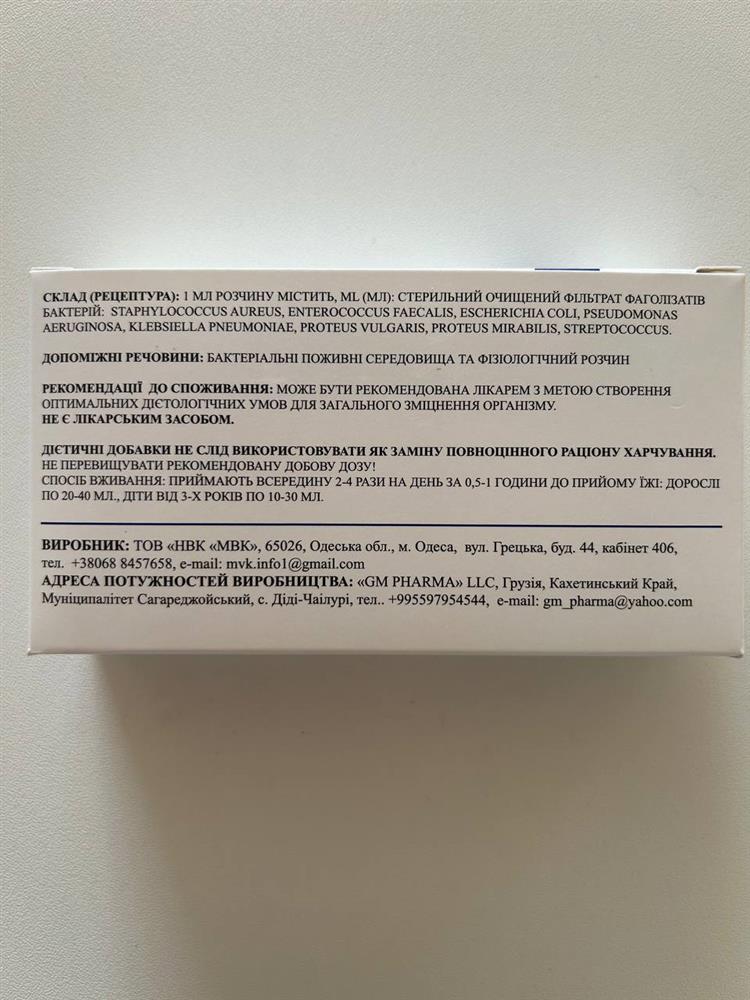 СКЛАД (РЕЦЕПТУРА): 1 МЛ РОЗЧИНУ МІСТИТЬ, ML (МЛ): СТЕРИЛЬНИЙ ОЧИЩЕНИЙ ФІЛЬТРАТ ФАГОЛІЗАТІВ
БАКТЕРІЙ: STAPHYLOCOCCUS AUREUS, ENTEROCOCCUS FAECALIS, ESCHERICHIA COLI, PSEUDOMONAS
AERUGINOSA, KLEBSIELLA PNEUMONIAE, PROTEUS VULGARIS, PROTEUS MIRABILIS, STREPTOCOCCUS.
ДОПОМІЖНІ РЕЧОВИНИ: БАКТЕРІАЛЬНІ ПОЖИВНІ СЕРЕДОВИЩА ТА ФІЗІОЛОГІЧНИЙ РОЗЧИН
РЕКОМЕНДАЦІЇ ДО СПОЖИВАННЯ: МОЖЕ БУТИ РЕКОМЕНДОВАНА ЛІКАРЕМ З МЕТОЮ СТВОРЕННЯ
ОПТИМАЛЬНИХ ДІЄТОЛОГІЧНИХ УМОВ ДЛЯ ЗАГАЛЬНОГО ЗМІЦНЕННЯ ОРГАНІЗМУ.
НЕ Є ЛІКАРСЬКИМ ЗАСОБОМ.
ДІЄТИЧНІ ДОБАВКИ НЕ СЛІД ВИКОРИСТОВУВАТИ ЯК ЗАМІНУ ПОВНОЦІННОГО РАЦІОНУ ХАРЧУВАННЯ.
НЕ ПЕРЕВИЩУВАТИ РЕКОМЕНДОВАНУ ДОБОВУ ДОЗУ!
СПОСІБ ВЖИВАННЯ: ПРИЙМАЮТЬ ВСЕРЕДИНУ 2-4 РАЗИ НА ДЕНЬ ЗА 0,5-1 ГОДИНИ ДО ПРИЙОМУ ЇЖІ: ДОРОСЛІ
ПО 20-40 МЛ., ДІТИ ВІД 3-Х РОКІВ ПО 10-30 МЛ.
ВИРОБНИК: ТОВ «НВК «МВК», 65026, Одеська обл., м. Одеса, вул. Грецька, буд. 44, кабінет 406,
тел. +38068 8457658, e-mail: mvk.info1@gmail.com
АДРЕСА ПОТУЖНОСТЕЙ ВИРОБНИЦТВА: «GM PHARMA» LLC, Грузія, Кахетинський Край,
Муніципалітет Сагареджойський, с. Діді-Чаілурі, тел.. +995597954544, e-mail: gm_pharma@yahoo.com